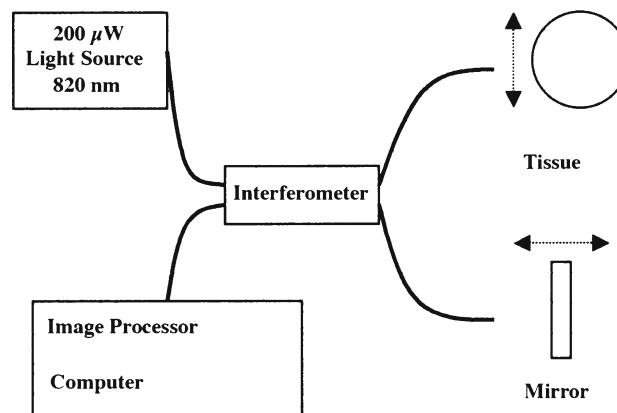 200 μW
Light Source
820 nm
Tissue
Interferometer
Image Processor
Computer
Mirror